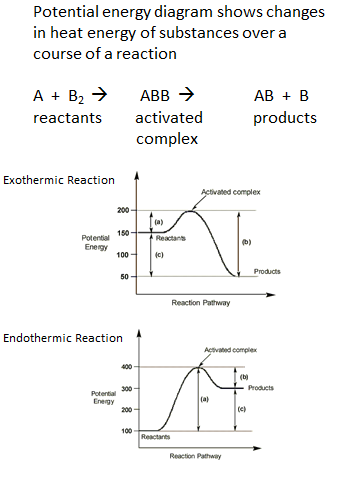 Potential energy diagram shows changes
in heat energy of substances over a
course of a reaction
A + B₂ → ABB → AB + B
reactants activated products
complex
Exothermic Reaction
Activated complex
200
(a)
150
Reactants
Potential
Energy
(b)
100
(c)
50
Products
Reaction Pathway
Endothermic Reaction
Activated complex
400
(b)
300
Products
Potential
Energy
(a)
200
(c)
100
Reactants
Reaction Pathway